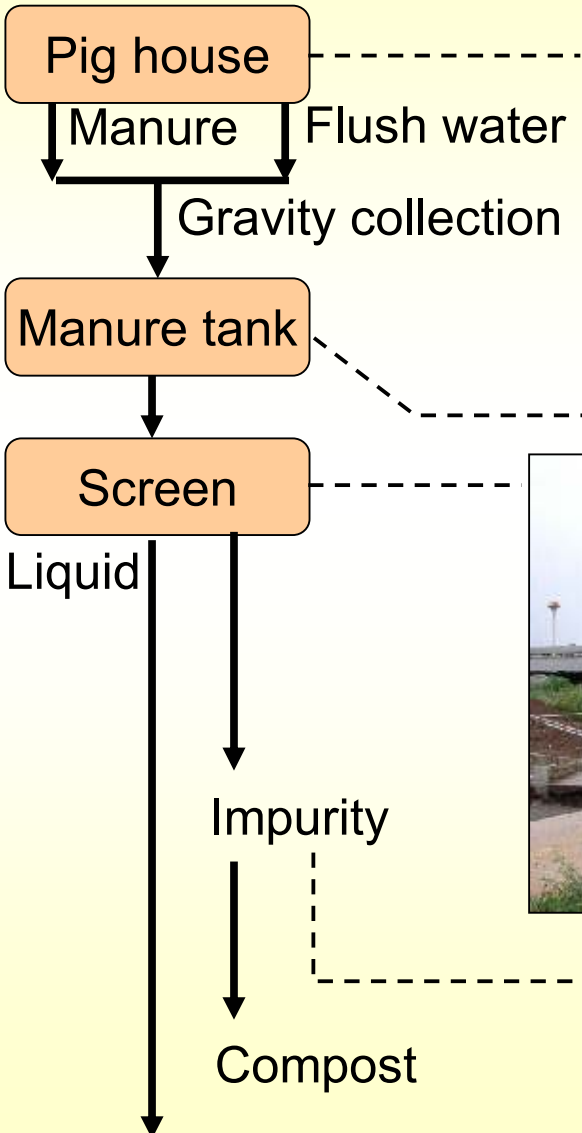 Pig house
Manure
Flush water
Gravity collection
Manure tank
Screen
Liquid
Impurity
Compost